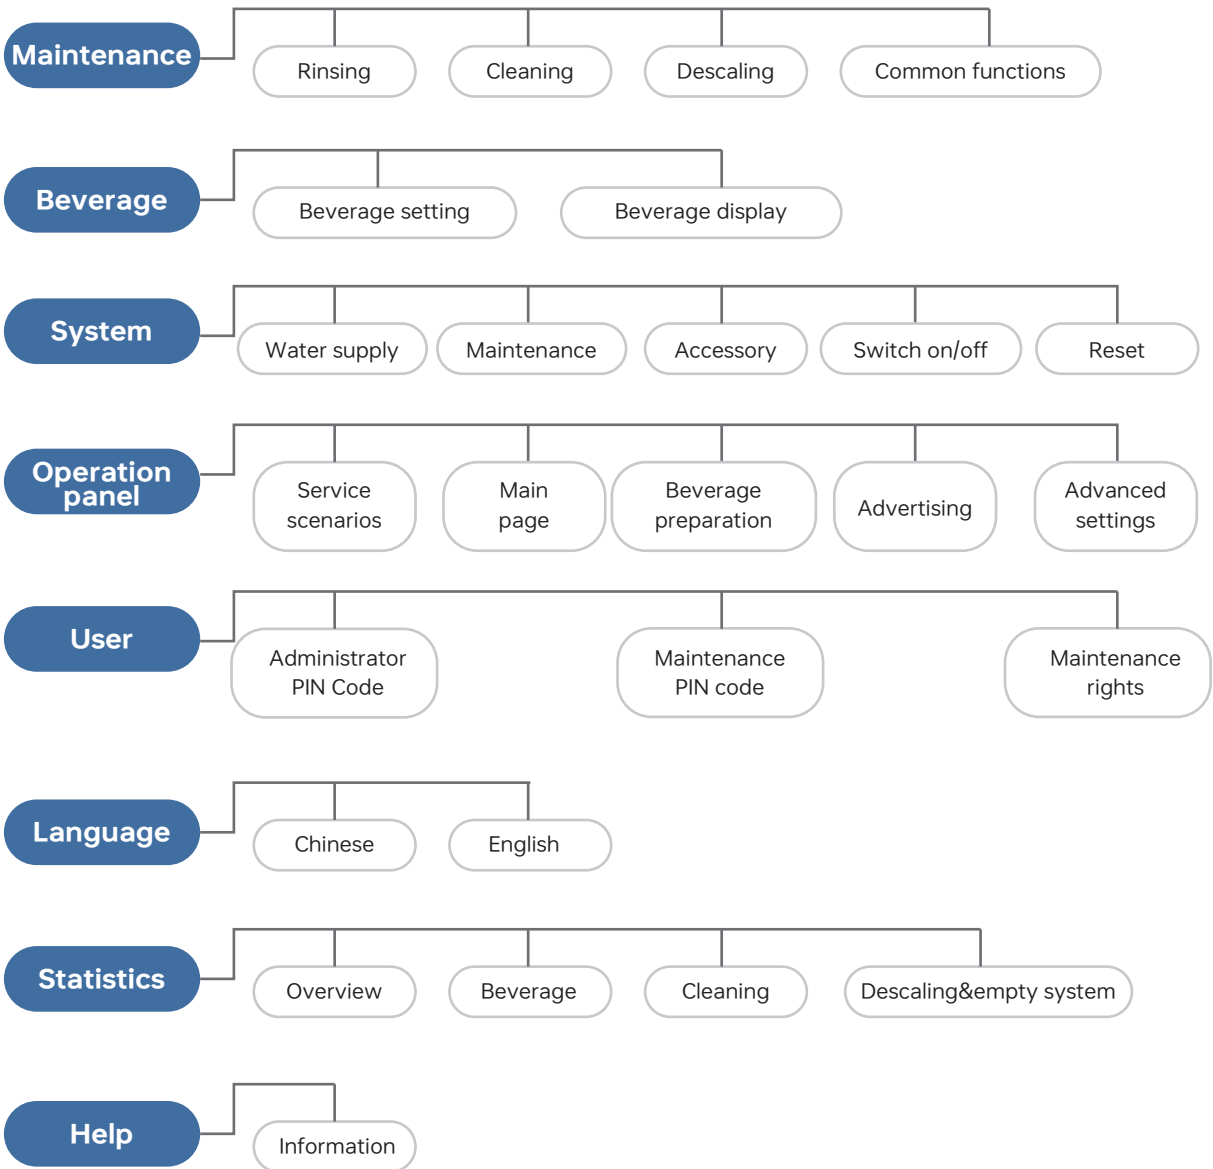 Maintenance
Rinsing
Cleaning
Descaling
Common functions
Beverage
Beverage setting
Beverage display
System
Water supply
Maintenance
Accessory
Switch on/off
Reset
Operation
panel
Service
scenarios
Main
page
Beverage
preparation
Advertising
Advanced
settings
User
Administrator
PIN Code
Maintenance
PIN code
Maintenance
rights
Language
Chinese
English
Statistics
Overview
Beverage
Cleaning
Descaling&empty system
Help
Information